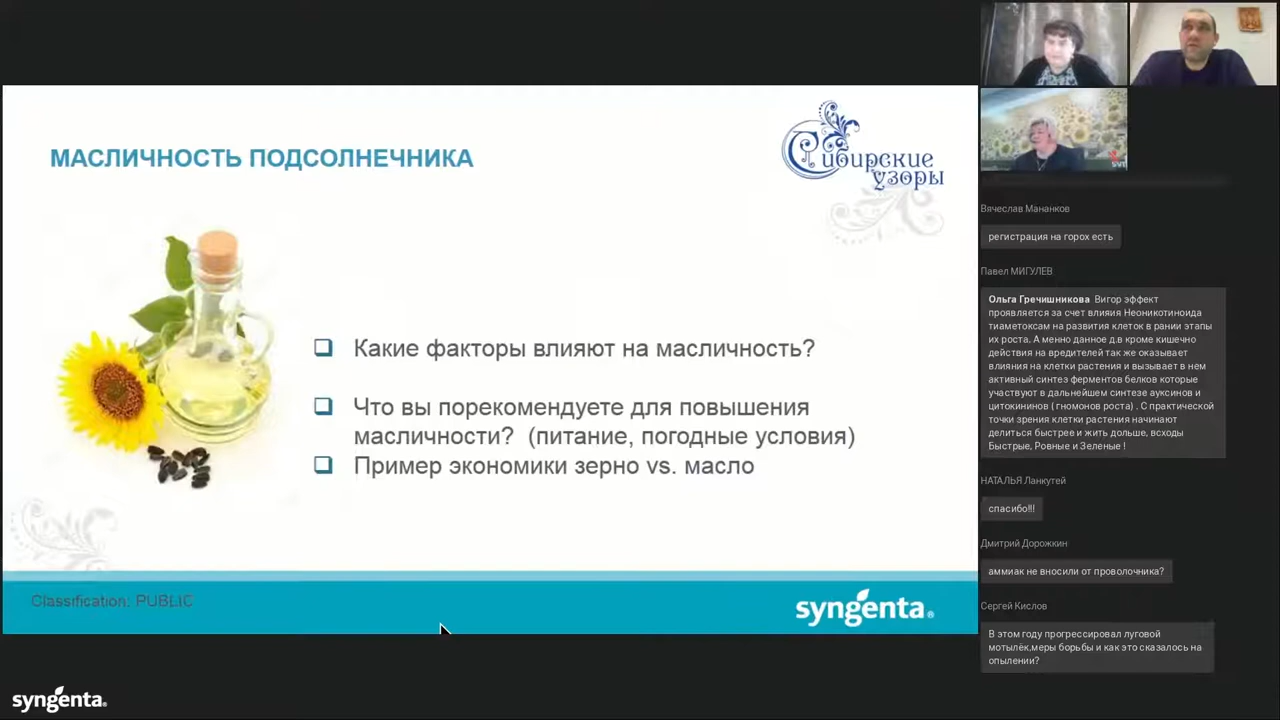 МАСЛИЧНОСТЬ ПОДСОЛНЕЧНИКА
Сибирские
узоры
Какие факторы влияют на масличность?
Что вы порекомендуете для повышения
масличности? (питание, погодные условия)
Пример экономики зерно vs. масло
Classification: PUBLIC
syngenta®
syngenta®
Вячеслав Мананков
регистрация на горох есть
Павел МИГУЛЕВ
Ольга Гречишникова Вигор эффект
проявляется за счет влияия Неоникотиноида
тиаметоксам на развития клеток в рании этапы
их роста. А менно данное д.в кроме кишечно
действия на вредителей так же оказывает
влияния на клетки растения и вызывает в нем
активный синтез ферментов белков которые
участвуют в дальнейшем синтезе ауксинов и
цитокининов ( гномонов роста) . С практической
точки зрения клетки растения начинают
делиться быстрее и жить дольше, всходы
Быстрые, Ровные и Зеленые !
НАТАЛЬЯ Ланкутей
спасибо!!!
Дмитрий Дорожкин
аммиак не вносили от проволочника?
Сергей Кислов
В этом году прогрессировал луговой
мотылёк,меры борьбы и как это сказалось на
опылении?